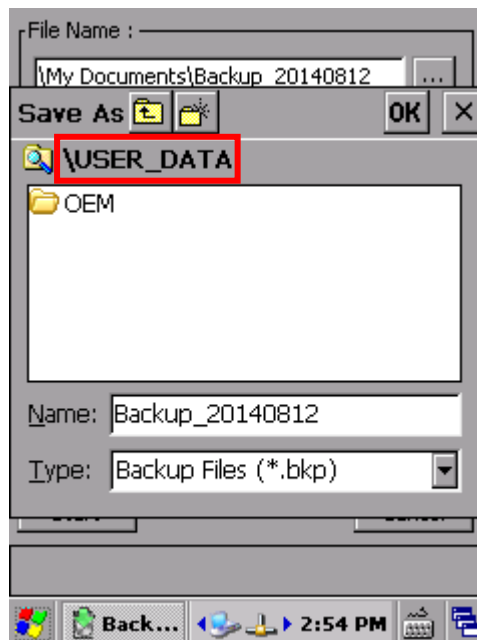 File Name :
\My Documents\Backup_20140812 ...
Save As OK ×
\USER_DATA
OEM
Name: Backup_20140812
Type: Backup Files (*.bkp)
Back... 2:54 PM